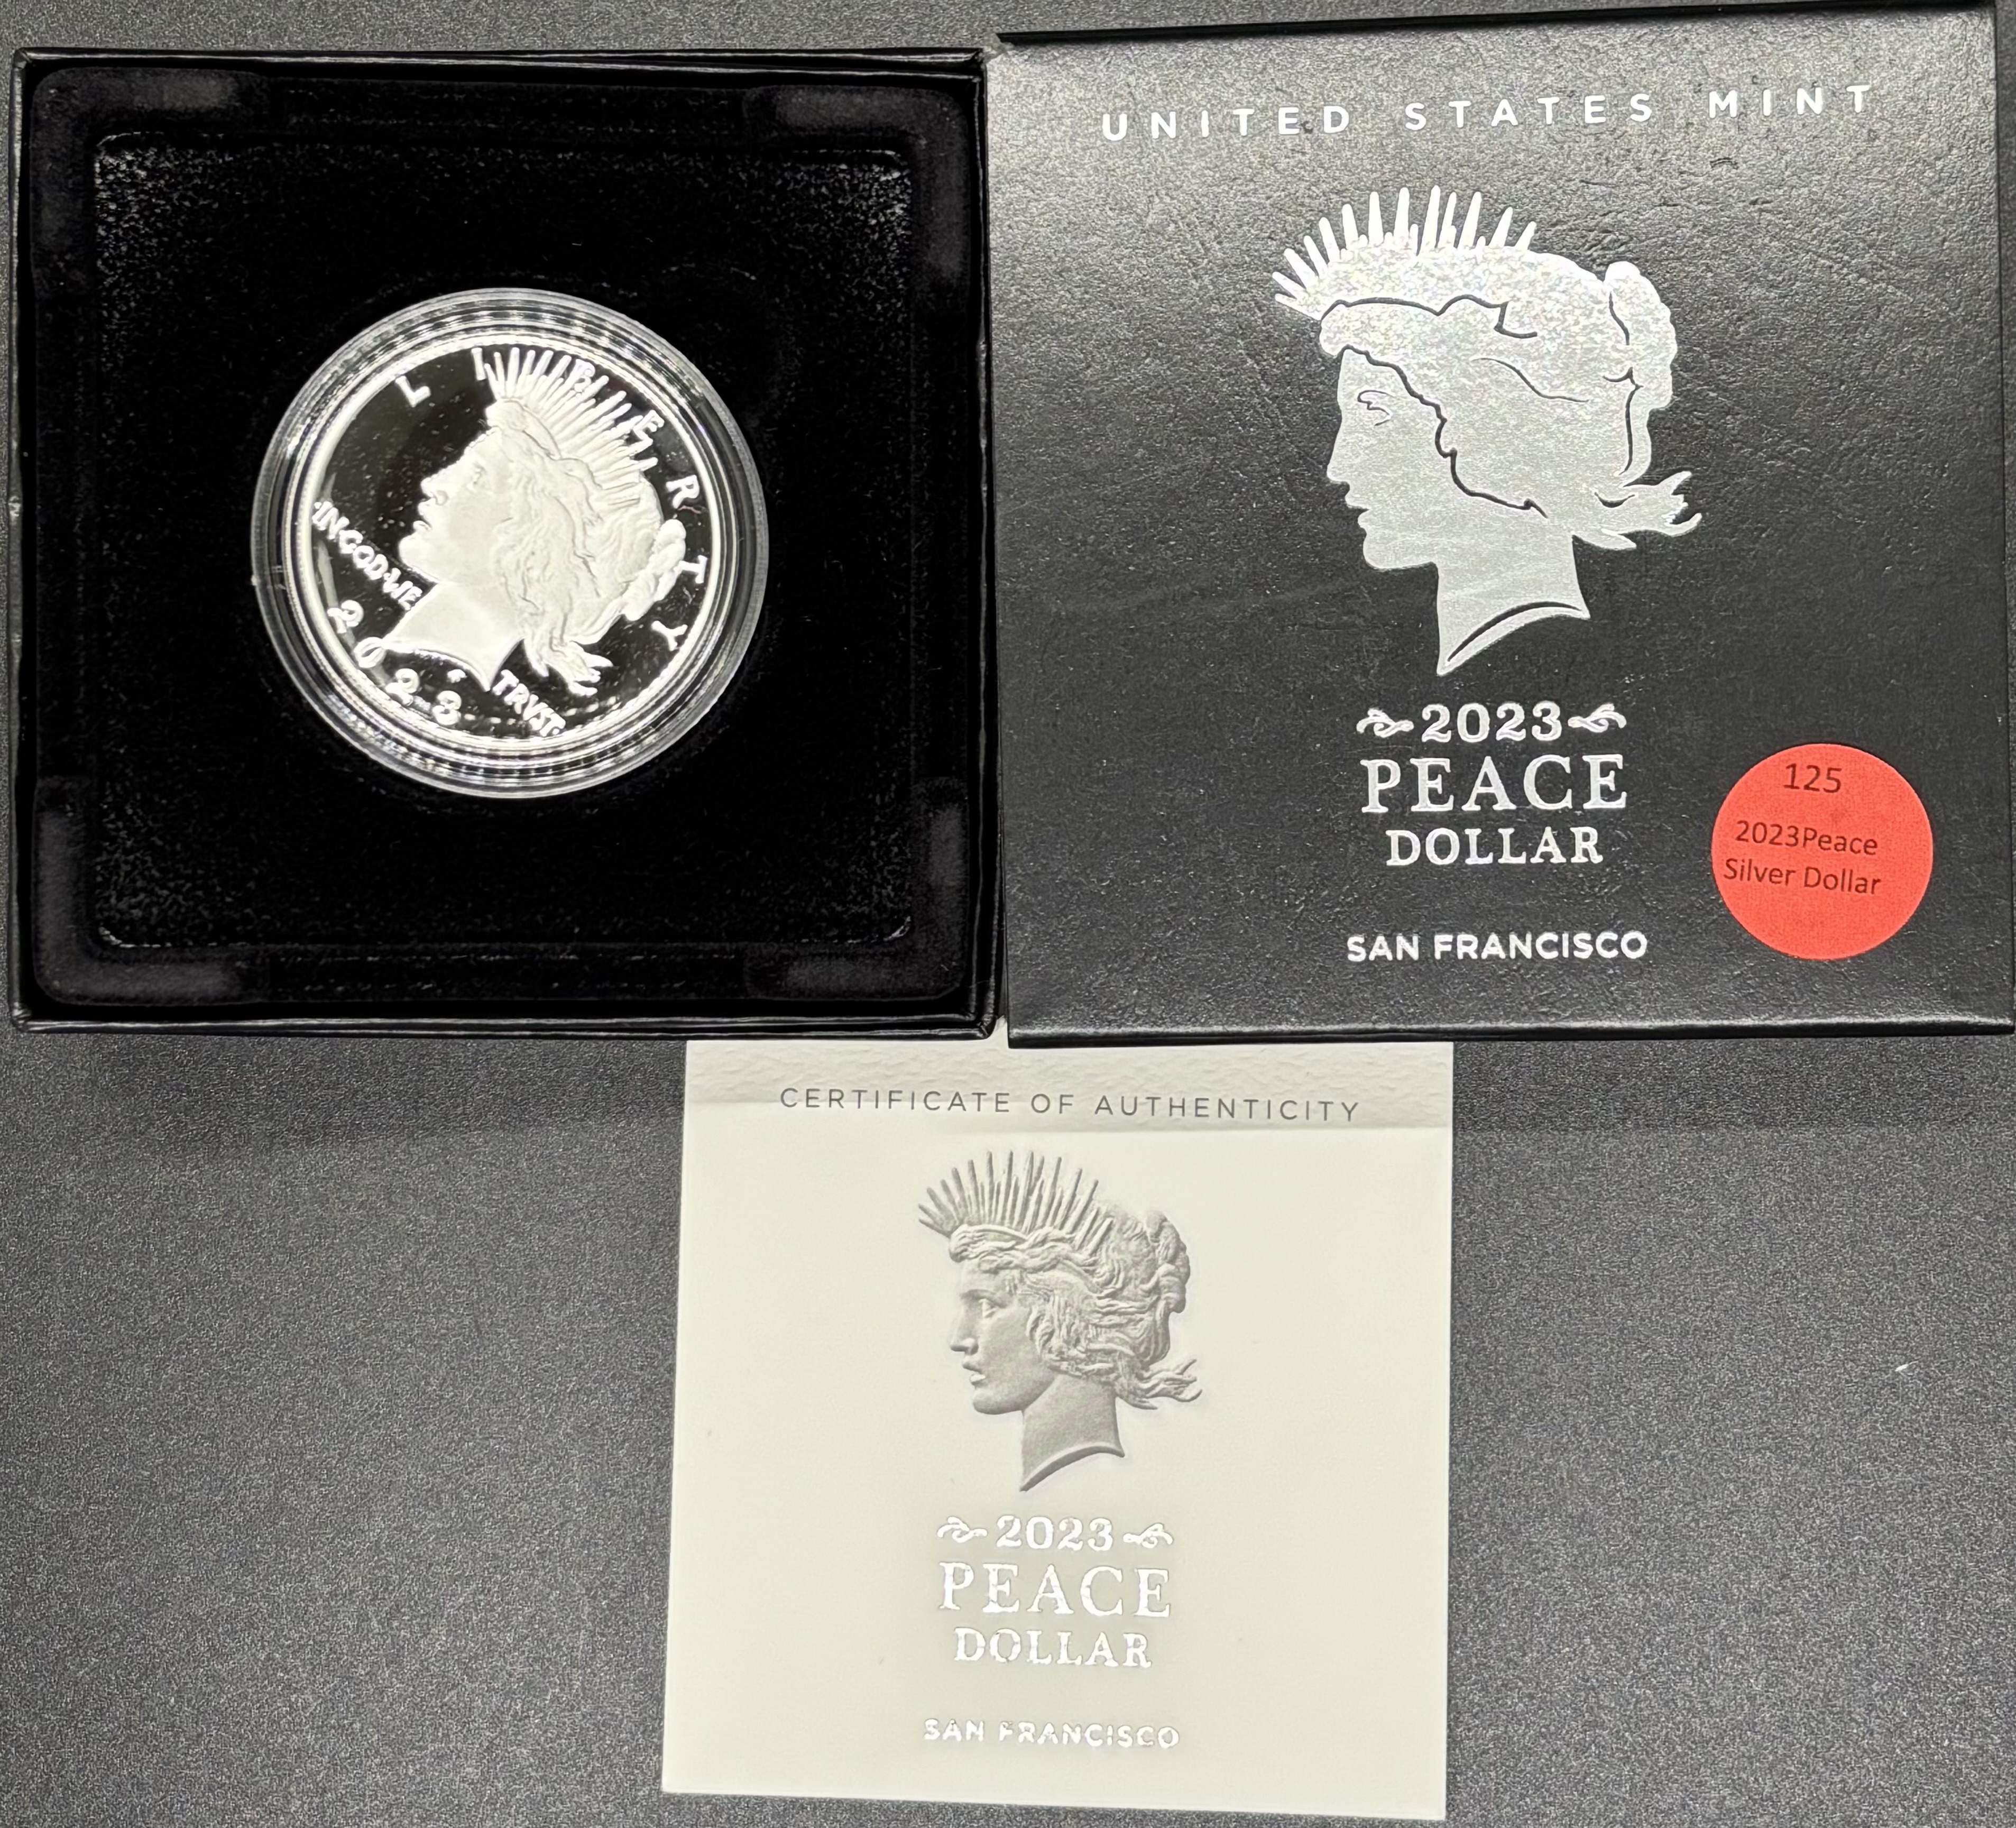 LIBERTY
IN GOD WE
TRVST
2023
UNITED STATES MINT
2023
PEACE
DOLLAR
SAN FRANCISCO
125
2023Peace
Silver Dollar
CERTIFICATE OF AUTHENTICITY
2023
PEACE
DOLLAR
SAN FRANCISCO